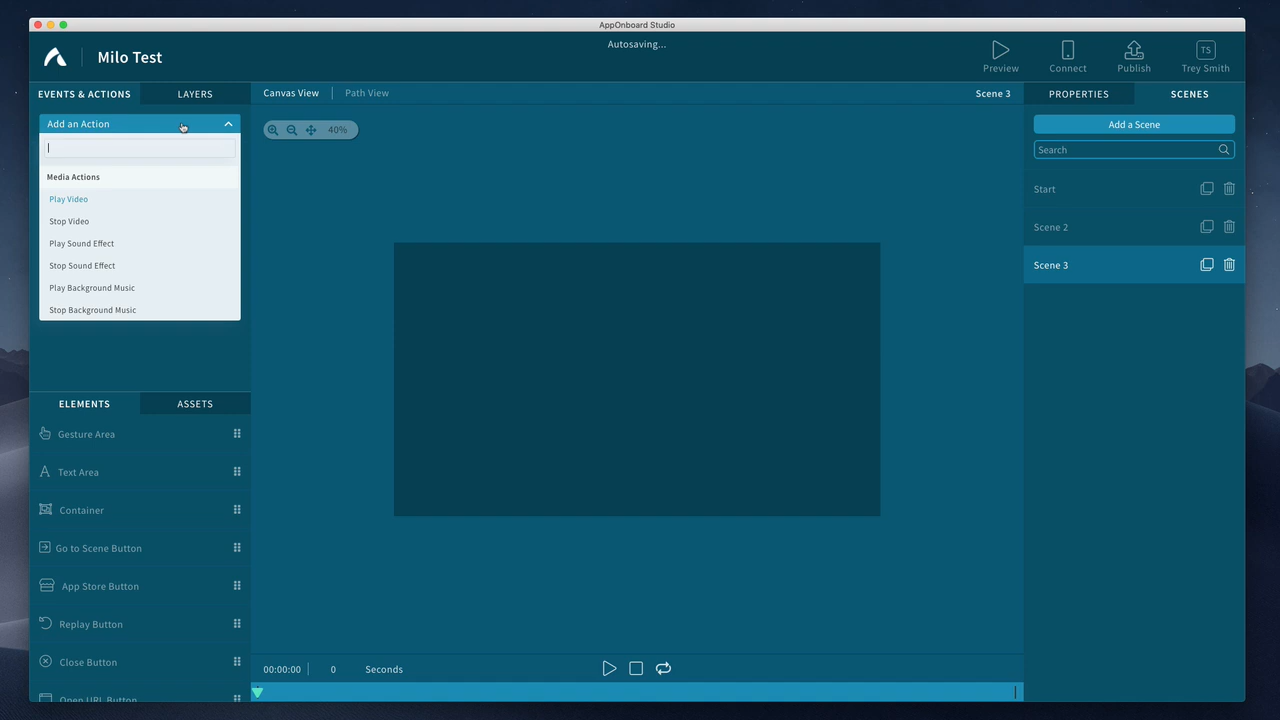 AppOnboard Studio
Milo Test
Autosaving...
Preview
Connect
Publish
TS
Trey Smith
EVENTS & ACTIONS
LAYERS
Canvas View
Path View
Scene 3
PROPERTIES
SCENES
Add an Action
40%
Add a Scene
Search
Media Actions
Play Video
Stop Video
Play Sound Effect
Stop Sound Effect
Play Background Music
Stop Background Music
Start
Scene 2
Scene 3
ELEMENTS
ASSETS
Gesture Area
Text Area
Container
Go to Scene Button
App Store Button
Replay Button
Close Button
Open URL Button
00:00:00
0
Seconds